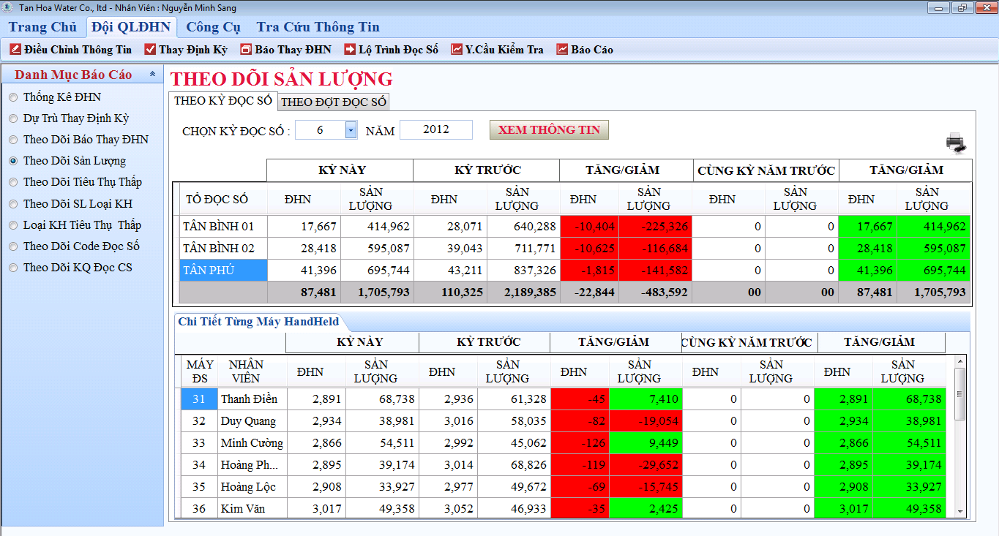 Tan Hoa Water Co., ltd - Nhân Viên : Nguyễn Minh Sang
Trang Chủ Đội QLĐHN Công Cụ Tra Cứu Thông Tin
Điều Chỉnh Thông Tin Thay Định Kỳ Báo Thay ĐHN Lộ Trình Đọc Số Y.Cầu Kiểm Tra Báo Cáo
Danh Mục Báo Cáo
Thống Kê ĐHN
Dự Trù Thay Định Kỳ
Theo Dõi Báo Thay ĐHN
Theo Dõi Sản Lượng
Theo Dõi Tiêu Thụ Thấp
Theo Dõi SL Loại KH
Loại KH Tiêu Thụ Thấp
Theo Dõi Code Đọc Số
Theo Dõi KQ Đọc CS
THEO DÕI SẢN LƯỢNG
THEO KỲ ĐỌC SỐ THEO ĐỢT ĐỌC SỐ
CHỌN KỲ ĐỌC SỐ : 6 NĂM 2012 XEM THÔNG TIN
KỲ NÀY KỲ TRƯỚC TĂNG/GIẢM CÙNG KỲ NĂM TRƯỚC TĂNG/GIẢM
TỔ ĐỌC SỐ ĐHN SẢN LƯỢNG ĐHN SẢN LƯỢNG ĐHN SẢN LƯỢNG ĐHN SẢN LƯỢNG ĐHN SẢN LƯỢNG
TÂN BÌNH 01 17,667 414,962 28,071 640,288 -10,404 -225,326 0 0 17,667 414,962
TÂN BÌNH 02 28,418 595,087 39,043 711,771 -10,625 -116,684 0 0 28,418 595,087
TÂN PHÚ 41,396 695,744 43,211 837,326 -1,815 -141,582 0 0 41,396 695,744
87,481 1,705,793 110,325 2,189,385 -22,844 -483,592 00 00 87,481 1,705,793
Chi Tiết Từng Máy HandHeld
KỲ NÀY KỲ TRƯỚC TĂNG/GIẢM CÙNG KỲ NĂM TRƯỚC TĂNG/GIẢM
MÁY ĐS NHÂN VIÊN ĐHN SẢN LƯỢNG ĐHN SẢN LƯỢNG ĐHN SẢN LƯỢNG ĐHN SẢN LƯỢNG ĐHN SẢN LƯỢNG
31 Thanh Điền 2,891 68,738 2,936 61,328 -45 7,410 0 0 2,891 68,738
32 Duy Quang 2,934 38,981 3,016 58,035 -82 -19,054 0 0 2,934 38,981
33 Minh Cường 2,866 54,511 2,992 45,062 -126 9,449 0 0 2,866 54,511
34 Hoàng Ph... 2,895 39,174 3,014 68,826 -119 -29,652 0 0 2,895 39,174
35 Hoàng Lộc 2,908 33,927 2,977 49,672 -69 -15,745 0 0 2,908 33,927
36 Kim Văn 3,017 49,358 3,052 46,933 -35 2,425 0 0 3,017 49,358